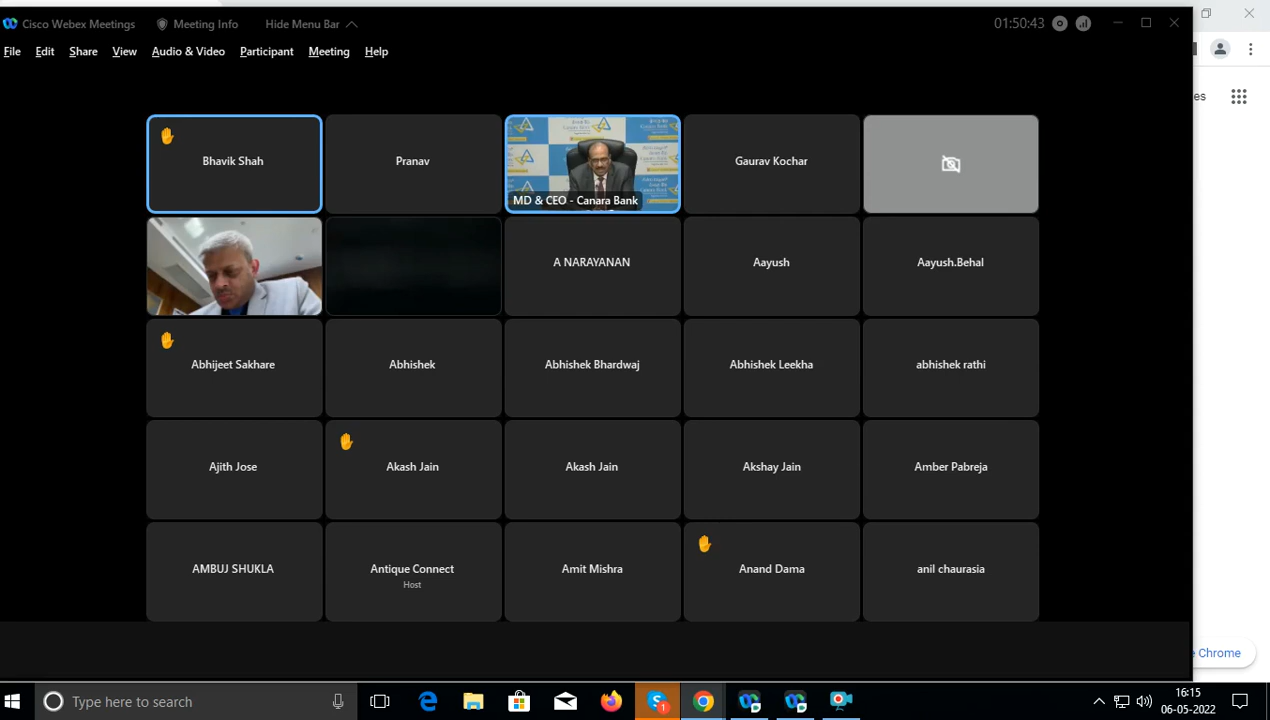 Cisco Webex Meetings
Meeting Info
Hide Menu Bar
01:50:43
File Edit Share View Audio & Video Participant Meeting Help
es
Bhavik Shah
Pranav
MD & CEO - Canara Bank
Gaurav Kochar
A NARAYANAN
Aayush
Aayush.Behal
Abhijeet Sakhare
Abhishek
Abhishek Bhardwaj
Abhishek Leekha
abhishek rathi
Ajith Jose
Akash Jain
Akash Jain
Akshay Jain
Amber Pabreja
AMBUJ SHUKLA
Antique Connect
Host
Amit Mishra
Anand Dama
anil chaurasia
e Chrome
Type here to search
1
16:15
06-05-2022